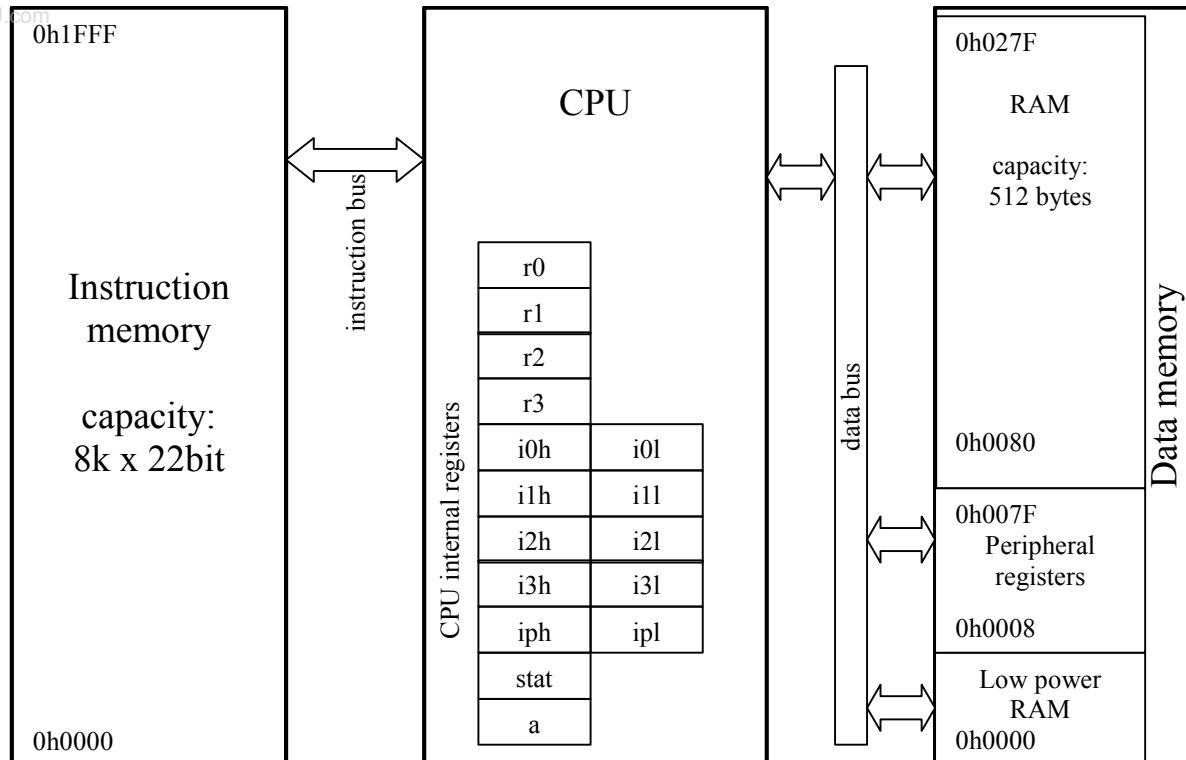 J.com
0h1FFF
Instruction
memory
capacity:
8k x 22bit
0h0000
instruction bus
CPU
CPU internal registers
r0
r1
r2
r3
i0h i0l
i1h i1l
i2h i2l
i3h i3l
iph ipl
stat
a
data bus
0h027F
RAM
capacity:
512 bytes
0h0080
0h007F
Peripheral
registers
0h0008
Low power
RAM
0h0000
Data memory